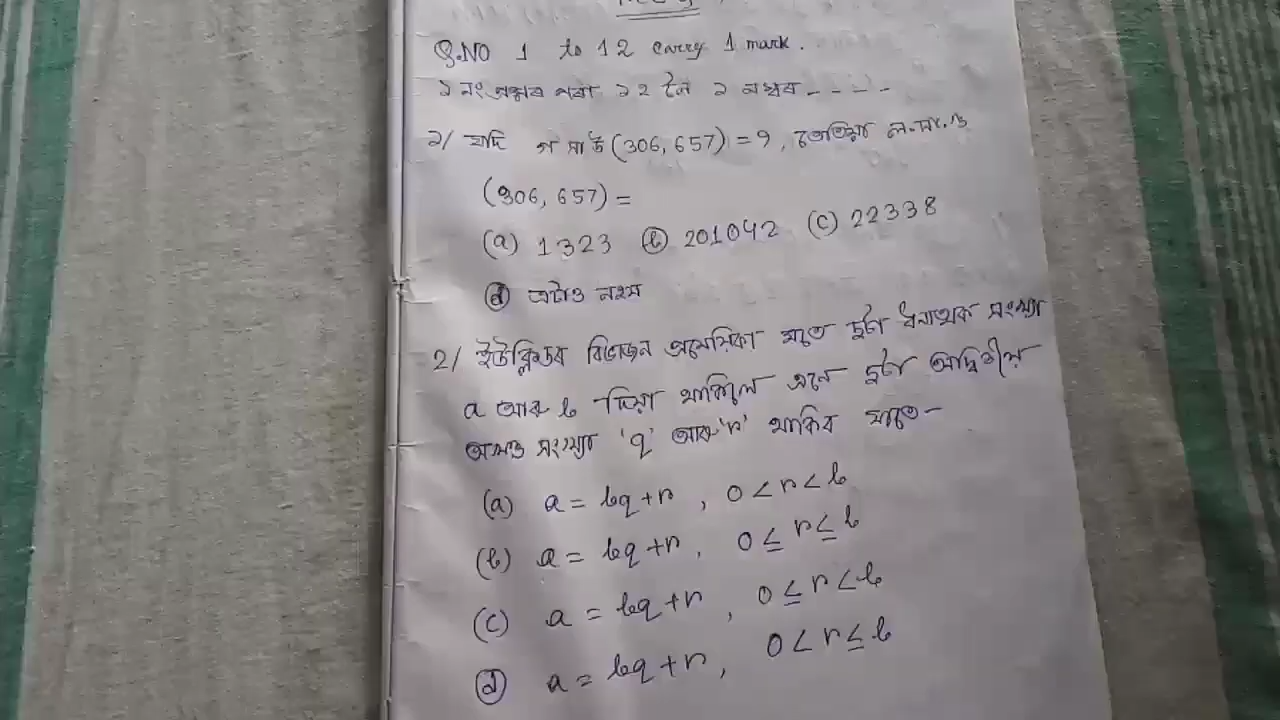 Q.NO 1 to 12 carry 1 mark.
১ নং প্ৰশ্নৰ পৰা ১২ লৈ ১ নম্বৰ - - - -
১/ যদি গ সা উ (306, 657) = 9, তেতিয়া ল.সা.গু
(306, 657) =
(a) 1323 (b) 201042 (c) 22338
(d) এটাও নহয়
2/ ইউক্লিডৰ বিভাজন প্ৰমেয়িকা মতে দুটা ধনাত্মক সংখ্যা
a আৰু b দিয়া থাকিলে এনে দুটা অদ্বিতীয়
অখণ্ড সংখ্যা 'q' আৰু 'r' থাকিব যাতে-
(a) a = bq + r , 0 < r < b
(b) a = bq + r , 0 ≤ r ≤ b
(c) a = bq + r , 0 ≤ r < b
(d) a = bq + r , 0 < r ≤ b